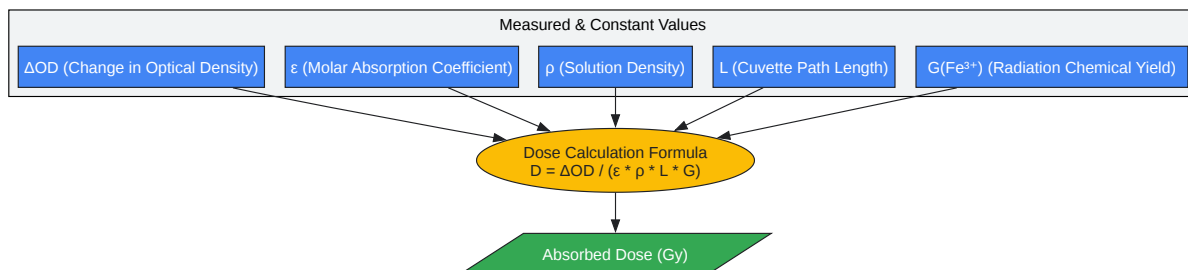 Measured & Constant Values
ΔOD (Change in Optical Density)
ε (Molar Absorption Coefficient)
ρ (Solution Density)
L (Cuvette Path Length)
G(Fe³⁺) (Radiation Chemical Yield)
Dose Calculation Formula
D = ΔOD / (ε * ρ * L * G)
Absorbed Dose (Gy)